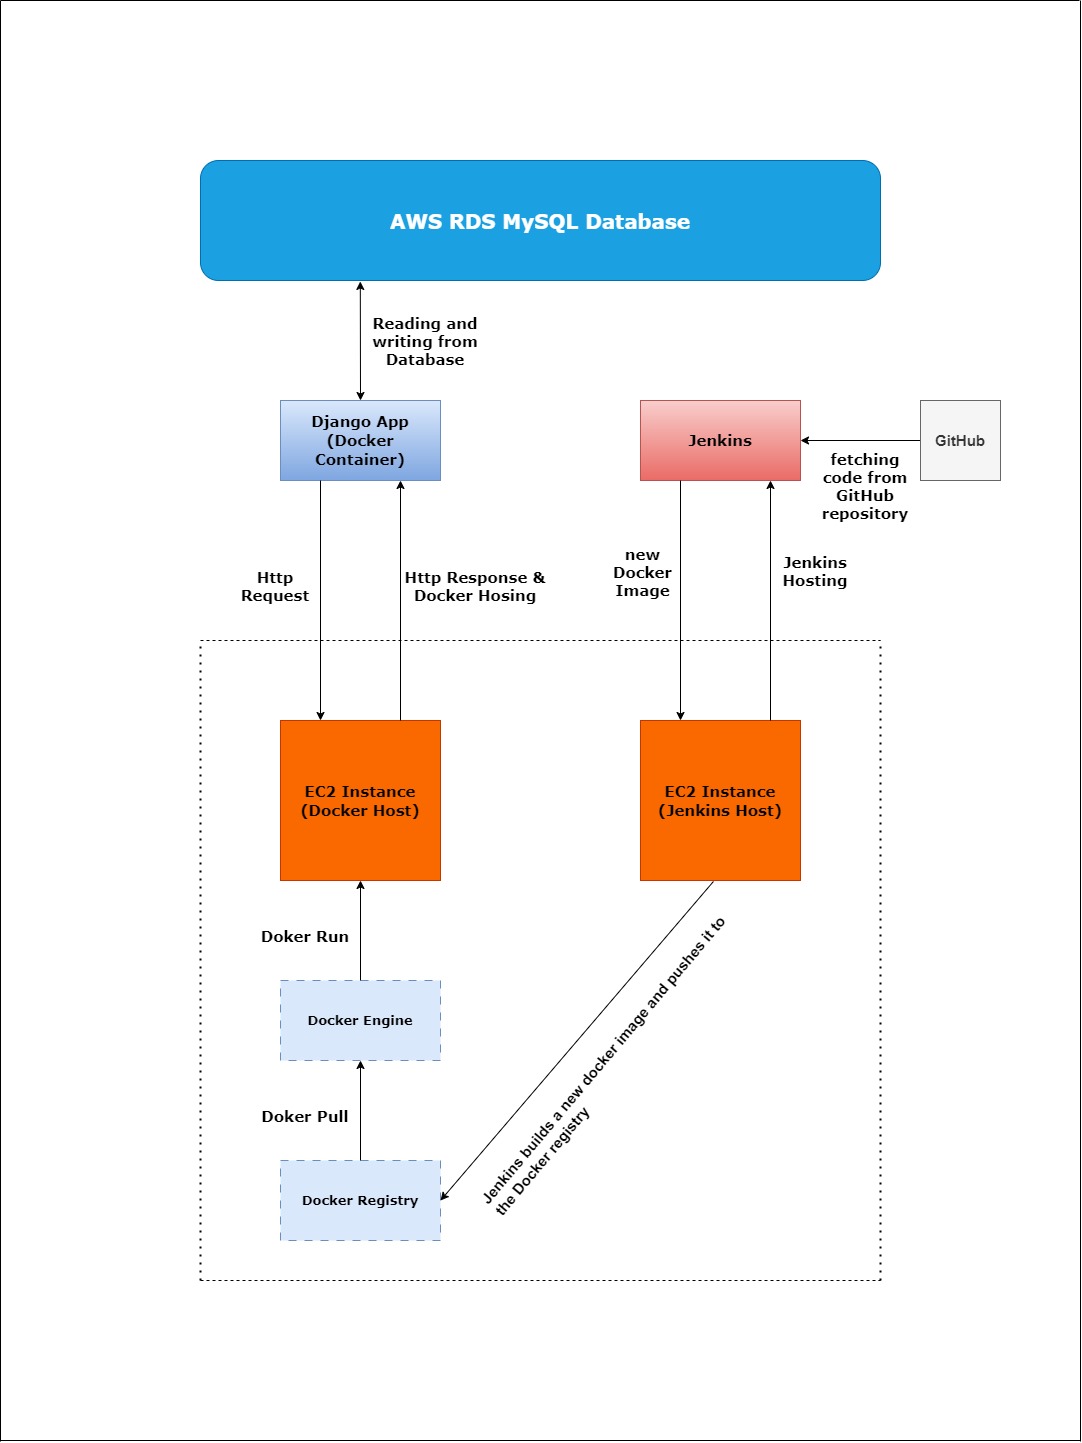 AWS RDS MySQL Database
Reading and
writing from
Database
Django App
(Docker
Container)
Jenkins
GitHub
fetching
code from
GitHub
repository
Http
Request
Http Response &
Docker Hosing
new
Docker
Image
Jenkins
Hosting
EC2 Instance
(Docker Host)
EC2 Instance
(Jenkins Host)
Doker Run
Docker Engine
Doker Pull
Docker Registry
Jenkins builds a new docker image and pushes it to
the Docker registry